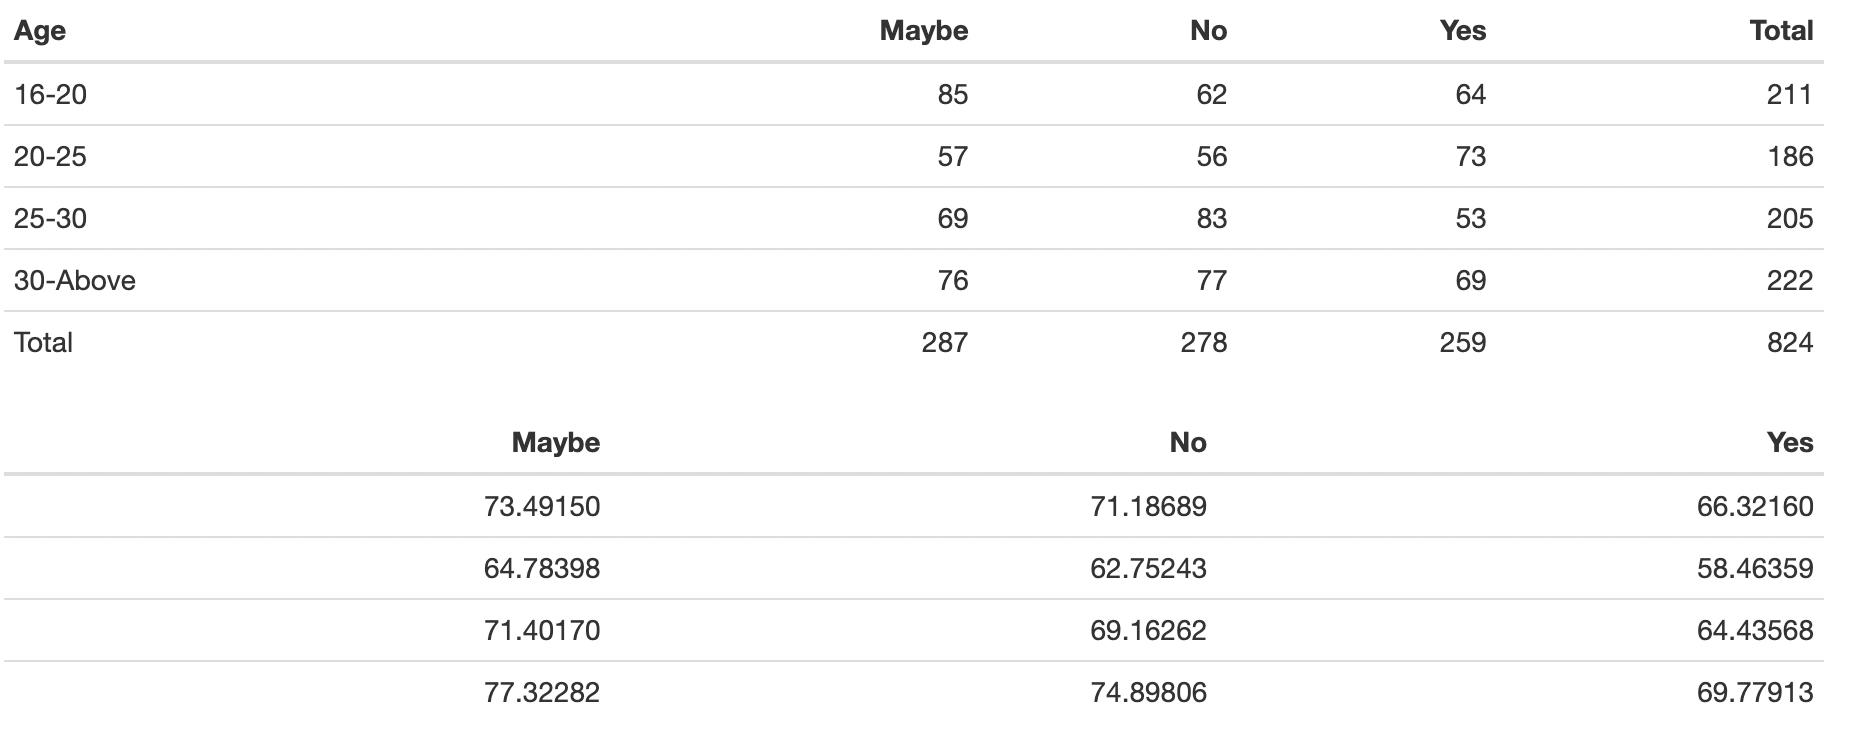 Age Maybe No Yes Total
16-20 85 62 64 211
20-25 57 56 73 186
25-30 69 83 53 205
30-Above 76 77 69 222
Total 287 278 259 824
Maybe No Yes
73.49150 71.18689 66.32160
64.78398 62.75243 58.46359
71.40170 69.16262 64.43568
77.32282 74.89806 69.77913